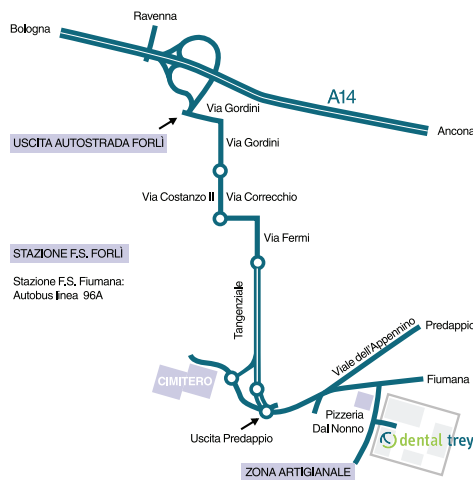 Ravenna
Bologna
A14
Via Gordini
Ancona
USCITA AUTOSTRADA FORLÌ
Via Gordini
Via Costanzo II
Via Correcchio
Via Fermi
STAZIONE F.S. FORLÌ
Stazione F.S. Fiumana:
Autobus linea 96A
Tangenziale
Predappio
Viale dell'Appennino
CIMITERO
Fiumana
Uscita Predappio
Pizzeria
Dal Nonno
dental trey
ZONA ARTIGIANALE